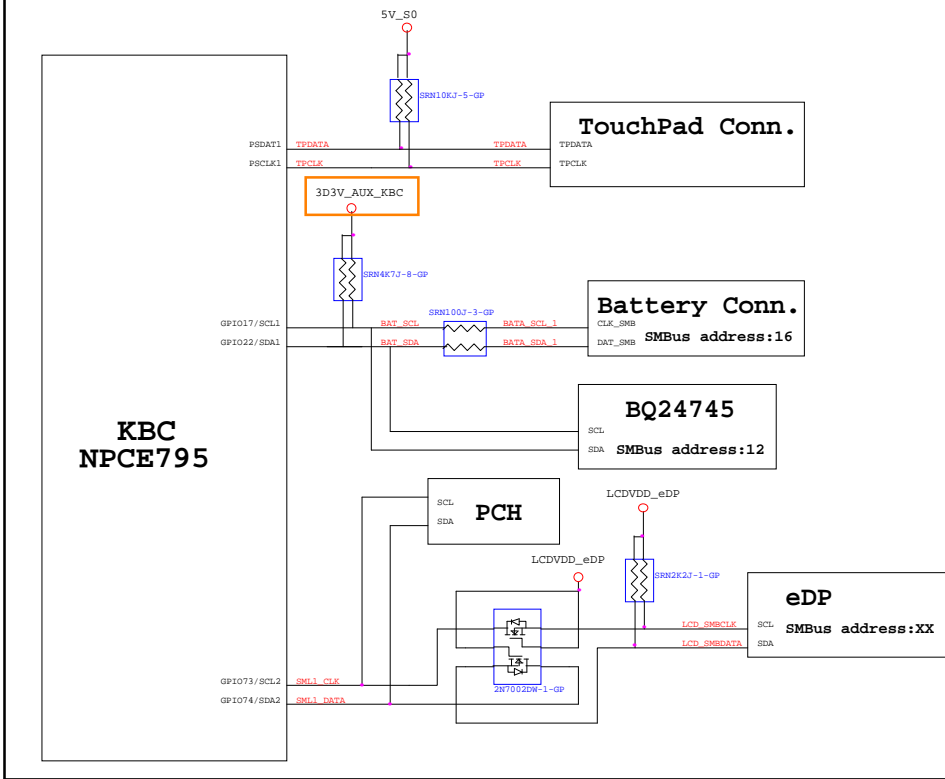 5V_S0
SRN10KJ-5-GP
TouchPad Conn.
PSDAT1 TPDATA TPDATA TPDATA
PSCLK1 TPCLK TPCLK TPCLK
3D3V_AUX_KBC
SRN4K7J-8-GP
SRN100J-3-GP
Battery Conn.
GPIO17/SCL1 BAT_SCL BATA_SCL_1 CLK_SMB
GPIO22/SDA1 BAT_SDA BATA_SDA_1 DAT_SMB
SMBus address:16
BQ24745
SCL
SDA SMBus address:12
KBC
NPCE795
SCL
SDA
PCH
LCDVDD_eDP
LCDVDD_eDP
SRN2K2J-1-GP
eDP
LCD_SMBCLK SCL
SMBus address:XX
LCD_SMBDATA SDA
GPIO73/SCL2 SML1_CLK
2N7002DW-1-GP
GPIO74/SDA2 SML1_DATA